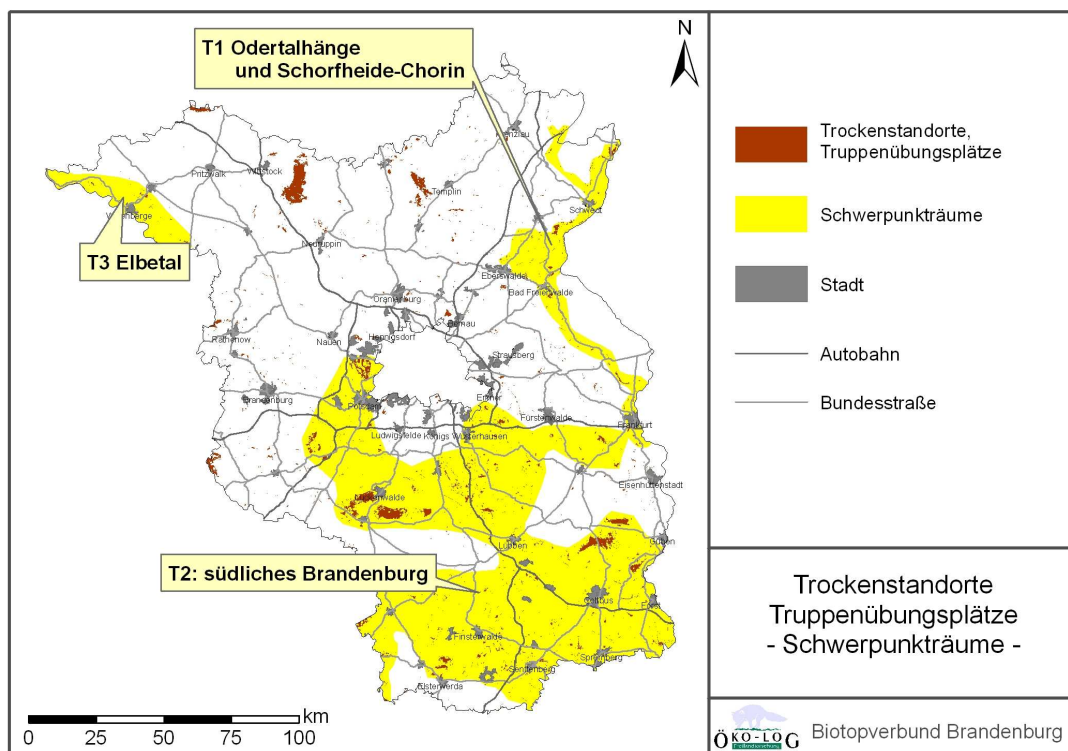 T1 Odertalhänge
und Schorfheide-Chorin
N
Prenzlau
Pritzwalk
Wittstock
Templin
Wittenberge
Schwedt
T3 Elbetal
Neuruppin
Eberswalde
Bad Freienwalde
Oranienburg
Bernau
Rathenow
Nauen
Hennigsdorf
Strausberg
Brandenburg
Potsdam
Erkner
Fürstenwalde
Frankfurt
Ludwigsfelde
Königs Wusterhausen
Eisenhüttenstadt
Luckenwalde
Lübben
Guben
T2: südliches Brandenburg
Cottbus
Forst
Finsterwalde
Spremberg
Senftenberg
Elsterwerda
km
0 25 50 75 100
Trockenstandorte,
Truppenübungsplätze
Schwerpunkträume
Stadt
Autobahn
Bundesstraße
Trockenstandorte
Truppenübungsplätze
- Schwerpunkträume -
ÖKO-LOG
Freilandforschung
Biotopverbund Brandenburg